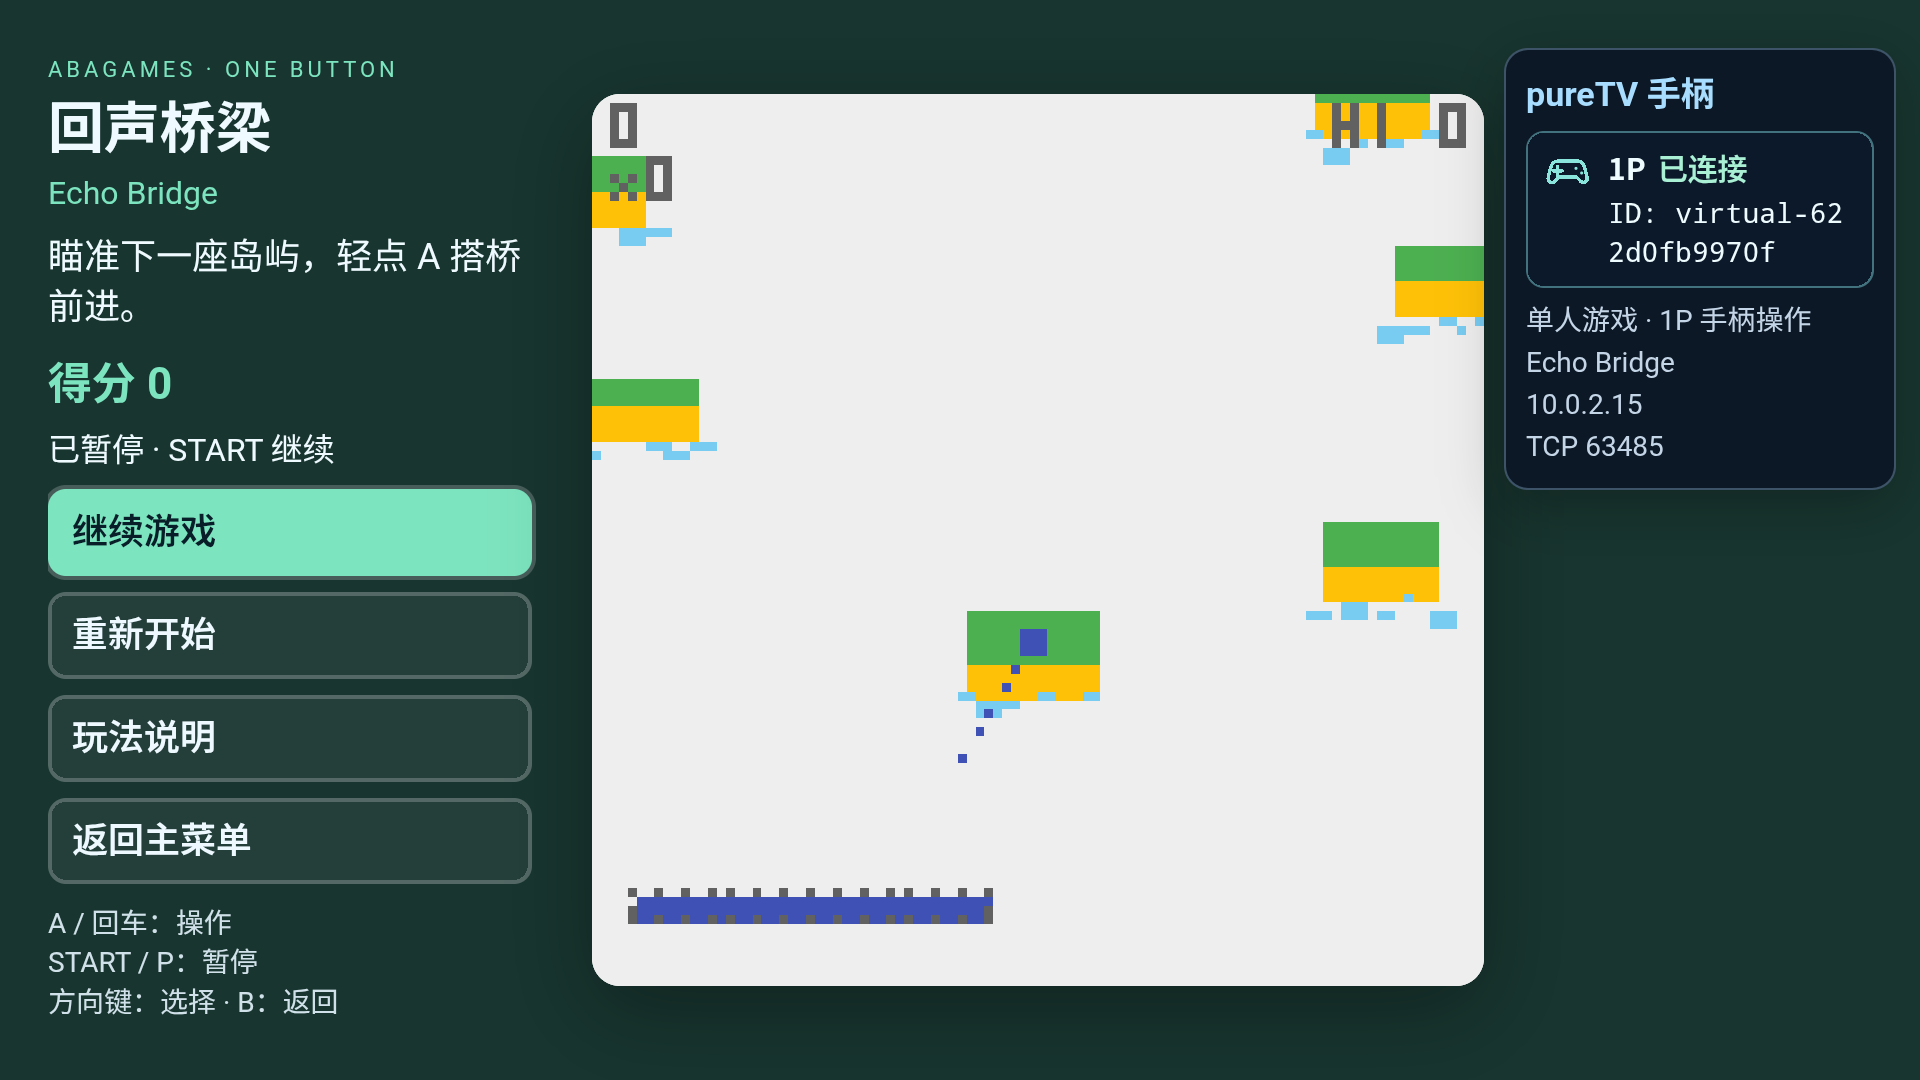 ABAGAMES · ONE BUTTON
回声桥梁
Echo Bridge
瞄准下一座岛屿，轻点 A 搭桥
前进。
得分 0
已暂停 · START 继续
继续游戏
重新开始
玩法说明
返回主菜单
A / 回车：操作
START / P：暂停
方向键：选择 · B：返回
0
HI 0
x0
pureTV 手柄
1P 已连接
ID: virtual-62
2d0fb9970f
单人游戏 · 1P 手柄操作
Echo Bridge
10.0.2.15
TCP 63485